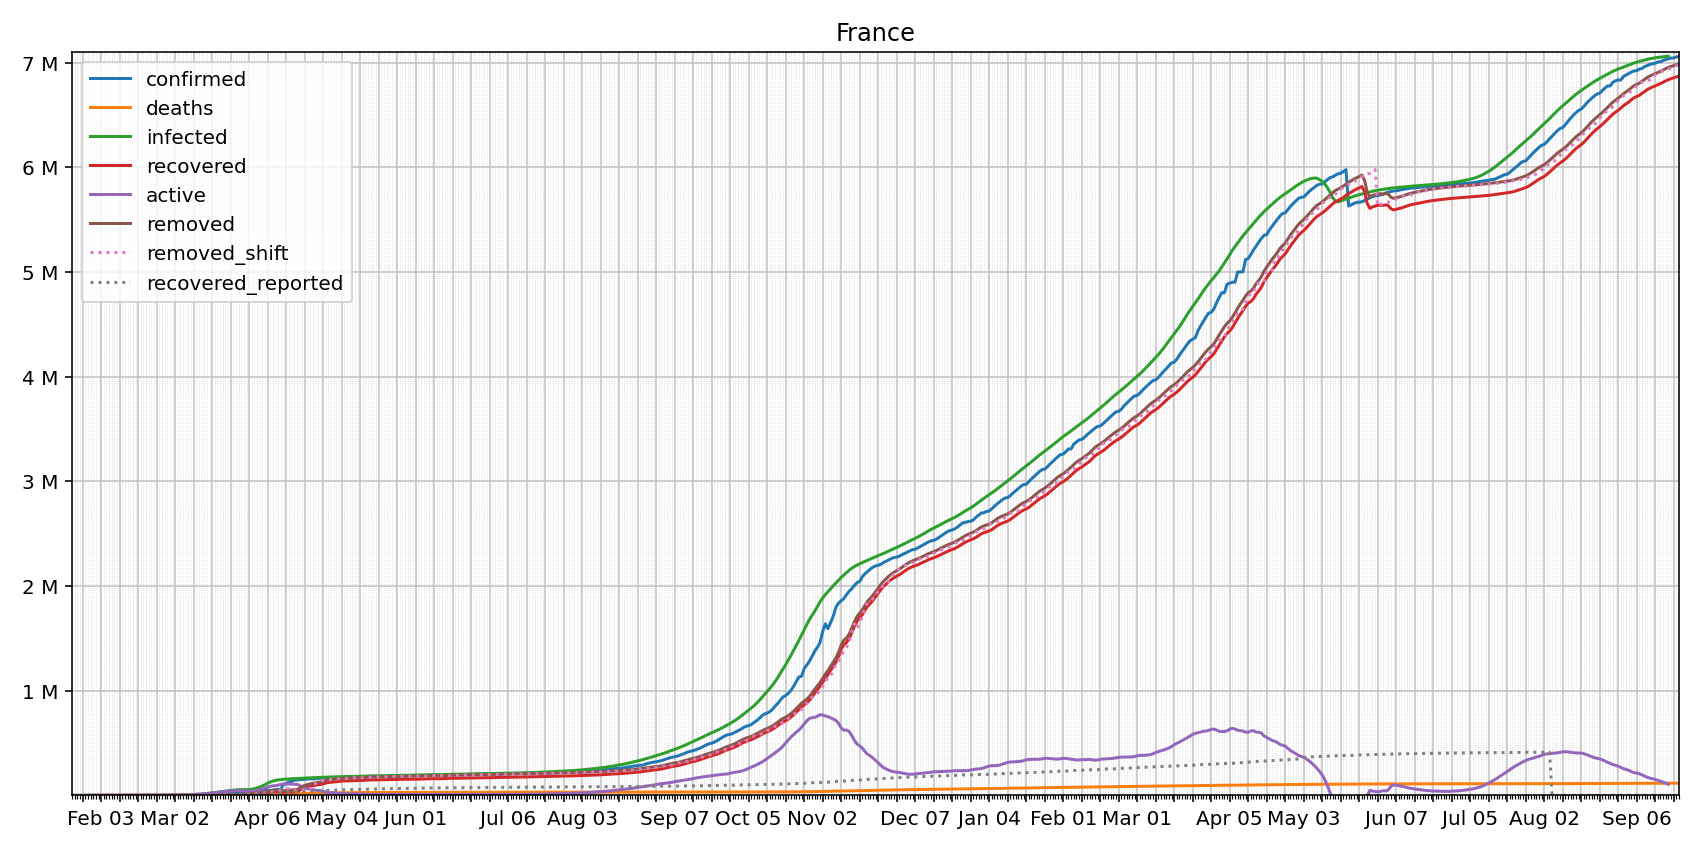 France
7 M
6 M
5 M
4 M
3 M
2 M
1 M
confirmed
deaths
infected
recovered
active
removed
removed_shift
recovered_reported
Feb 03 Mar 02 Apr 06 May 04 Jun 01 Jul 06 Aug 03 Sep 07 Oct 05 Nov 02 Dec 07 Jan 04 Feb 01 Mar 01 Apr 05 May 03 Jun 07 Jul 05 Aug 02 Sep 06